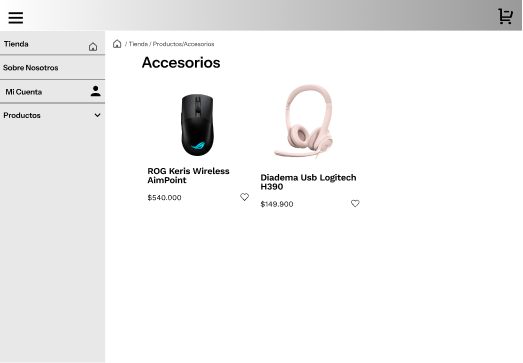 Tienda
Sobre Nosotros
Mi Cuenta
Productos
/ Tienda / Productos/Accesorios
Accesorios
ROG Keris Wireless
AimPoint
$540.000
Diadema Usb Logitech
H390
$149.900